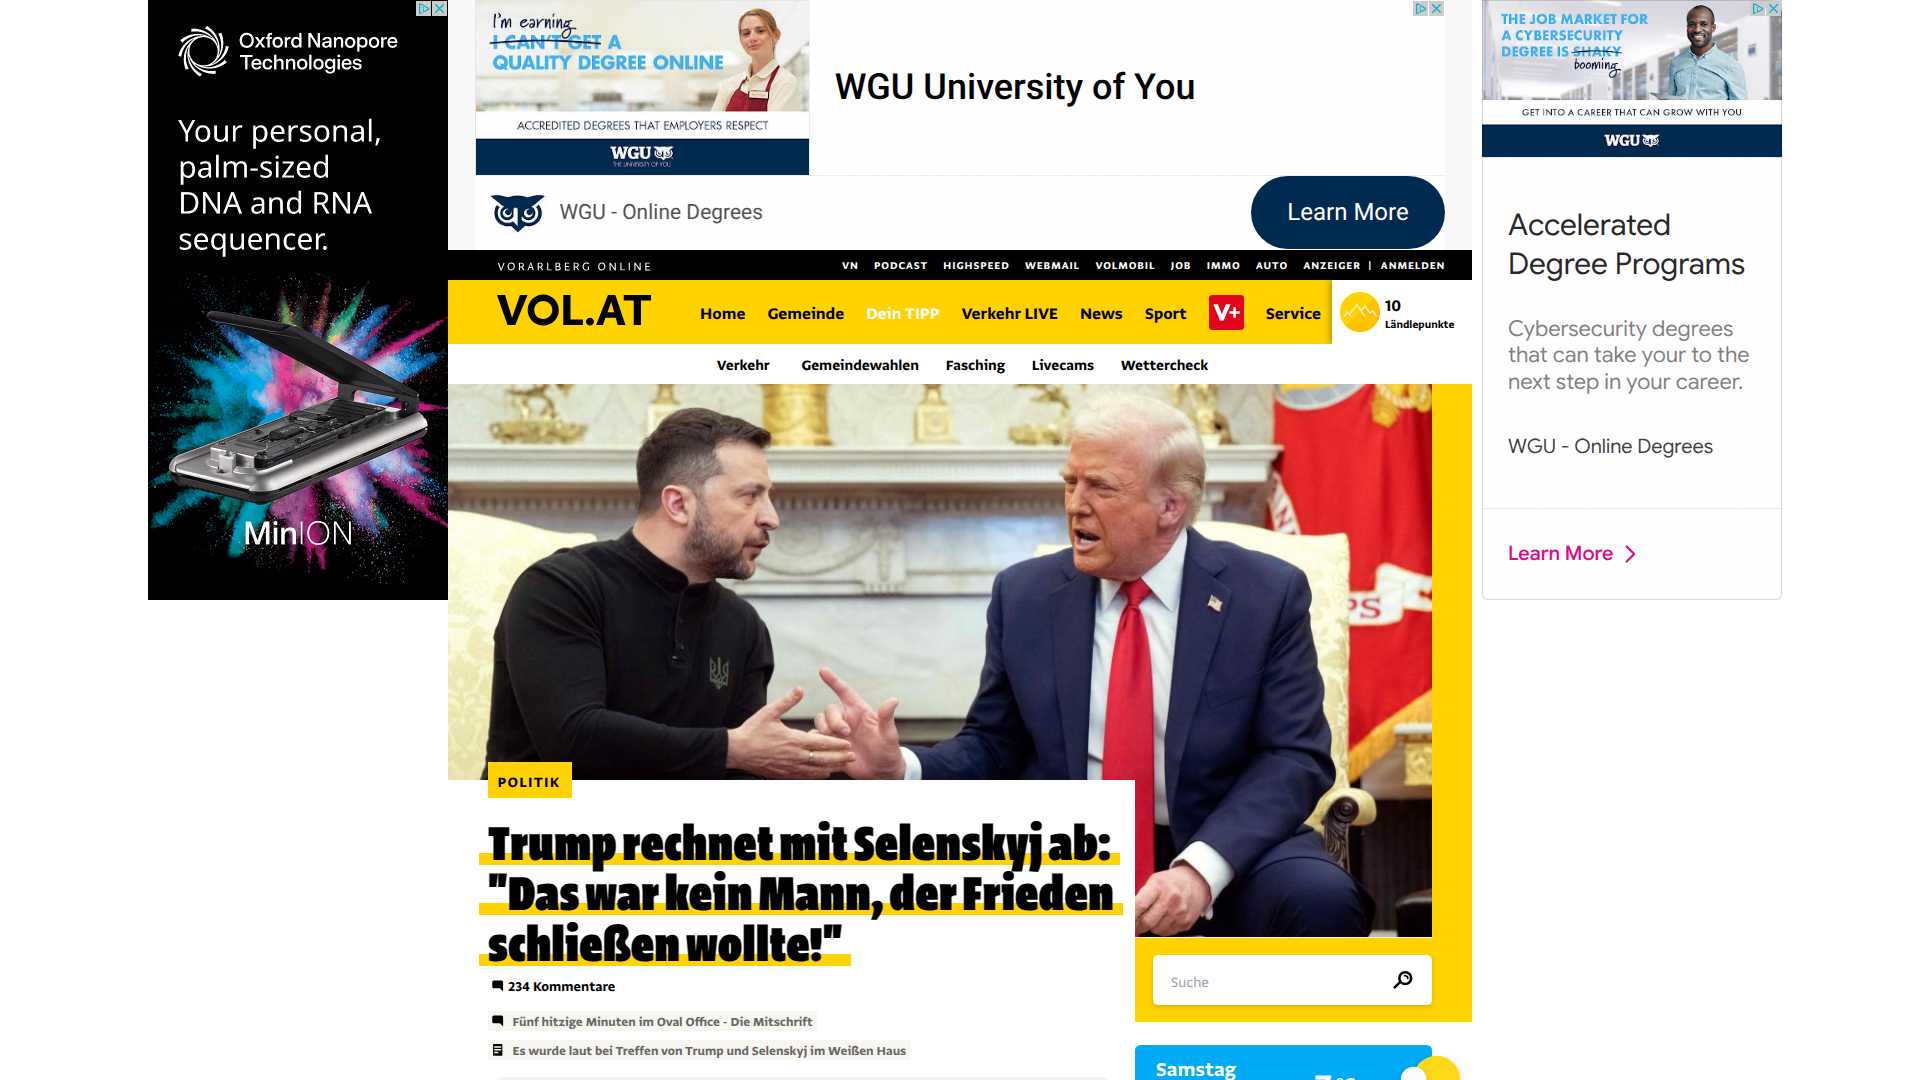 Oxford Nanopore
Technologies
Your personal,
palm-sized
DNA and RNA
sequencer.
MinION
I'm earning
I CAN'T GET A
QUALITY DEGREE ONLINE
ACCREDITED DEGREES THAT EMPLOYERS RESPECT
WGU
THE UNIVERSITY OF YOU
WGU University of You
WGU - Online Degrees
Learn More
THE JOB MARKET FOR
A CYBERSECURITY
DEGREE IS SHAKY
booming
GET INTO A CAREER THAT CAN GROW WITH YOU
WGU
Accelerated
Degree Programs
Cybersecurity degrees
that can take your to the
next step in your career.
WGU - Online Degrees
Learn More
VORARLBERG ONLINE
VN PODCAST HIGHSPEED WEBMAIL VOLMOBIL JOB IMMO AUTO ANZEIGER | ANMELDEN
VOL.AT
Home Gemeinde Dein TIPP Verkehr LIVE News Sport V+ Service
10
Ländlepunkte
Verkehr Gemeindewahlen Fasching Livecams Wettercheck
POLITIK
Trump rechnet mit Selenskyj ab:
"Das war kein Mann, der Frieden
schließen wollte!"
234 Kommentare
Fünf hitzige Minuten im Oval Office - Die Mitschrift
Es wurde laut bei Treffen von Trump und Selenskyj im Weißen Haus
Suche
Samstag